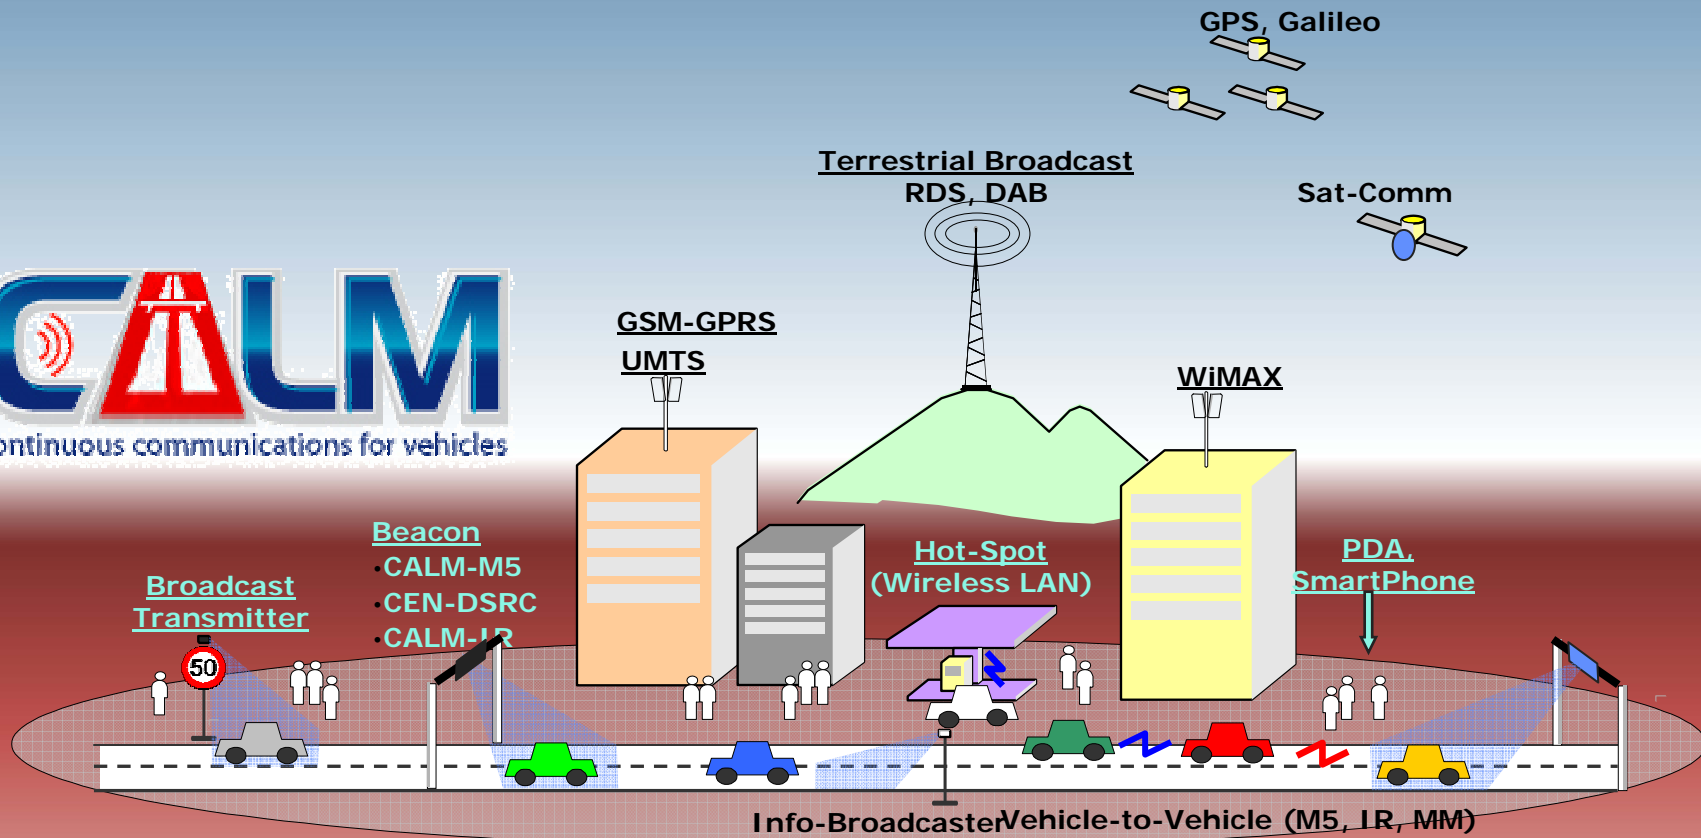 GPS, Galileo
Terrestrial Broadcast
RDS, DAB
Sat-Comm
CALM
ontinuous communications for vehicles
GSM-GPRS
UMTS
WiMAX
Beacon
·CALM-M5
·CEN-DSRC
·CALM-IR
Broadcast
Transmitter
Hot-Spot
(Wireless LAN)
PDA,
SmartPhone
50
Info-Broadcaster
Vehicle-to-Vehicle (M5, IR, MM)